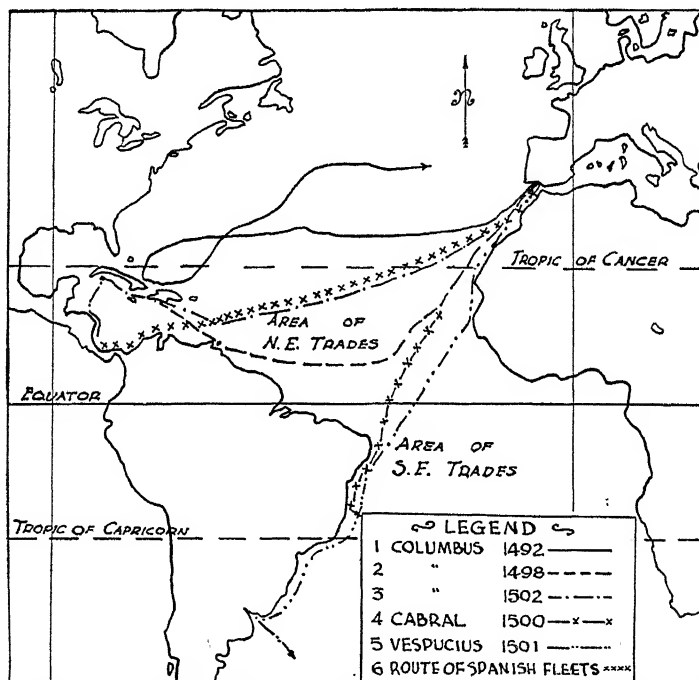 TROPIC OF CANCER
AREA OF
N.E. TRADES
EQUATOR
AREA OF
S.E. TRADES
TROPIC OF CAPRICORN
LEGEND
1 COLUMBUS 1492
2 " 1498
3 " 1502
4 CABRAL 1500
5 VESPUCIUS 1501
6 ROUTE OF SPANISH FLEETS xxxx